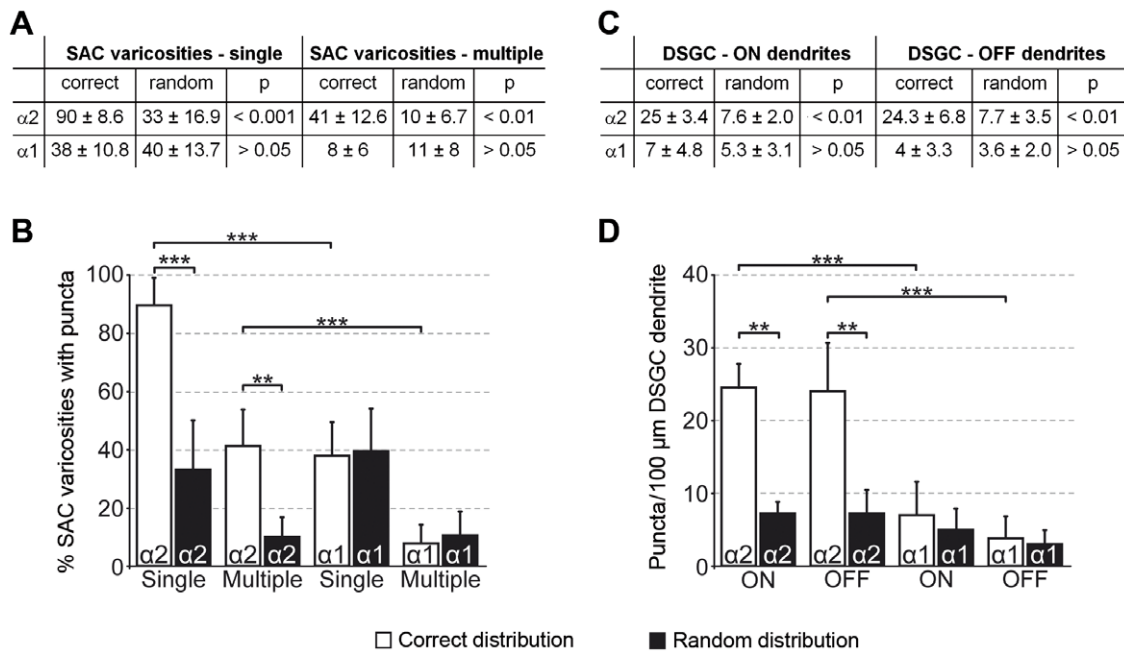 A
SAC varicosities - single SAC varicosities - multiple
correct random p correct random p
α2 90 ± 8.6 33 ± 16.9 < 0.001 41 ± 12.6 10 ± 6.7 < 0.01
α1 38 ± 10.8 40 ± 13.7 > 0.05 8 ± 6 11 ± 8 > 0.05
C
DSGC - ON dendrites DSGC - OFF dendrites
correct random p correct random p
α2 25 ± 3.4 7.6 ± 2.0 < 0.01 24.3 ± 6.8 7.7 ± 3.5 < 0.01
α1 7 ± 4.8 5.3 ± 3.1 > 0.05 4 ± 3.3 3.6 ± 2.0 > 0.05
B
% SAC varicosities with puncta
100
80
60
40
20
0
***
***
***
**
α2 α2 α2 α2 α1 α1 α1 α1
Single Multiple Single Multiple
D
Puncta/100 µm DSGC dendrite
40
30
20
10
0
***
***
** **
α2 α2 α2 α2 α1 α1 α1 α1
ON OFF ON OFF
Correct distribution Random distribution